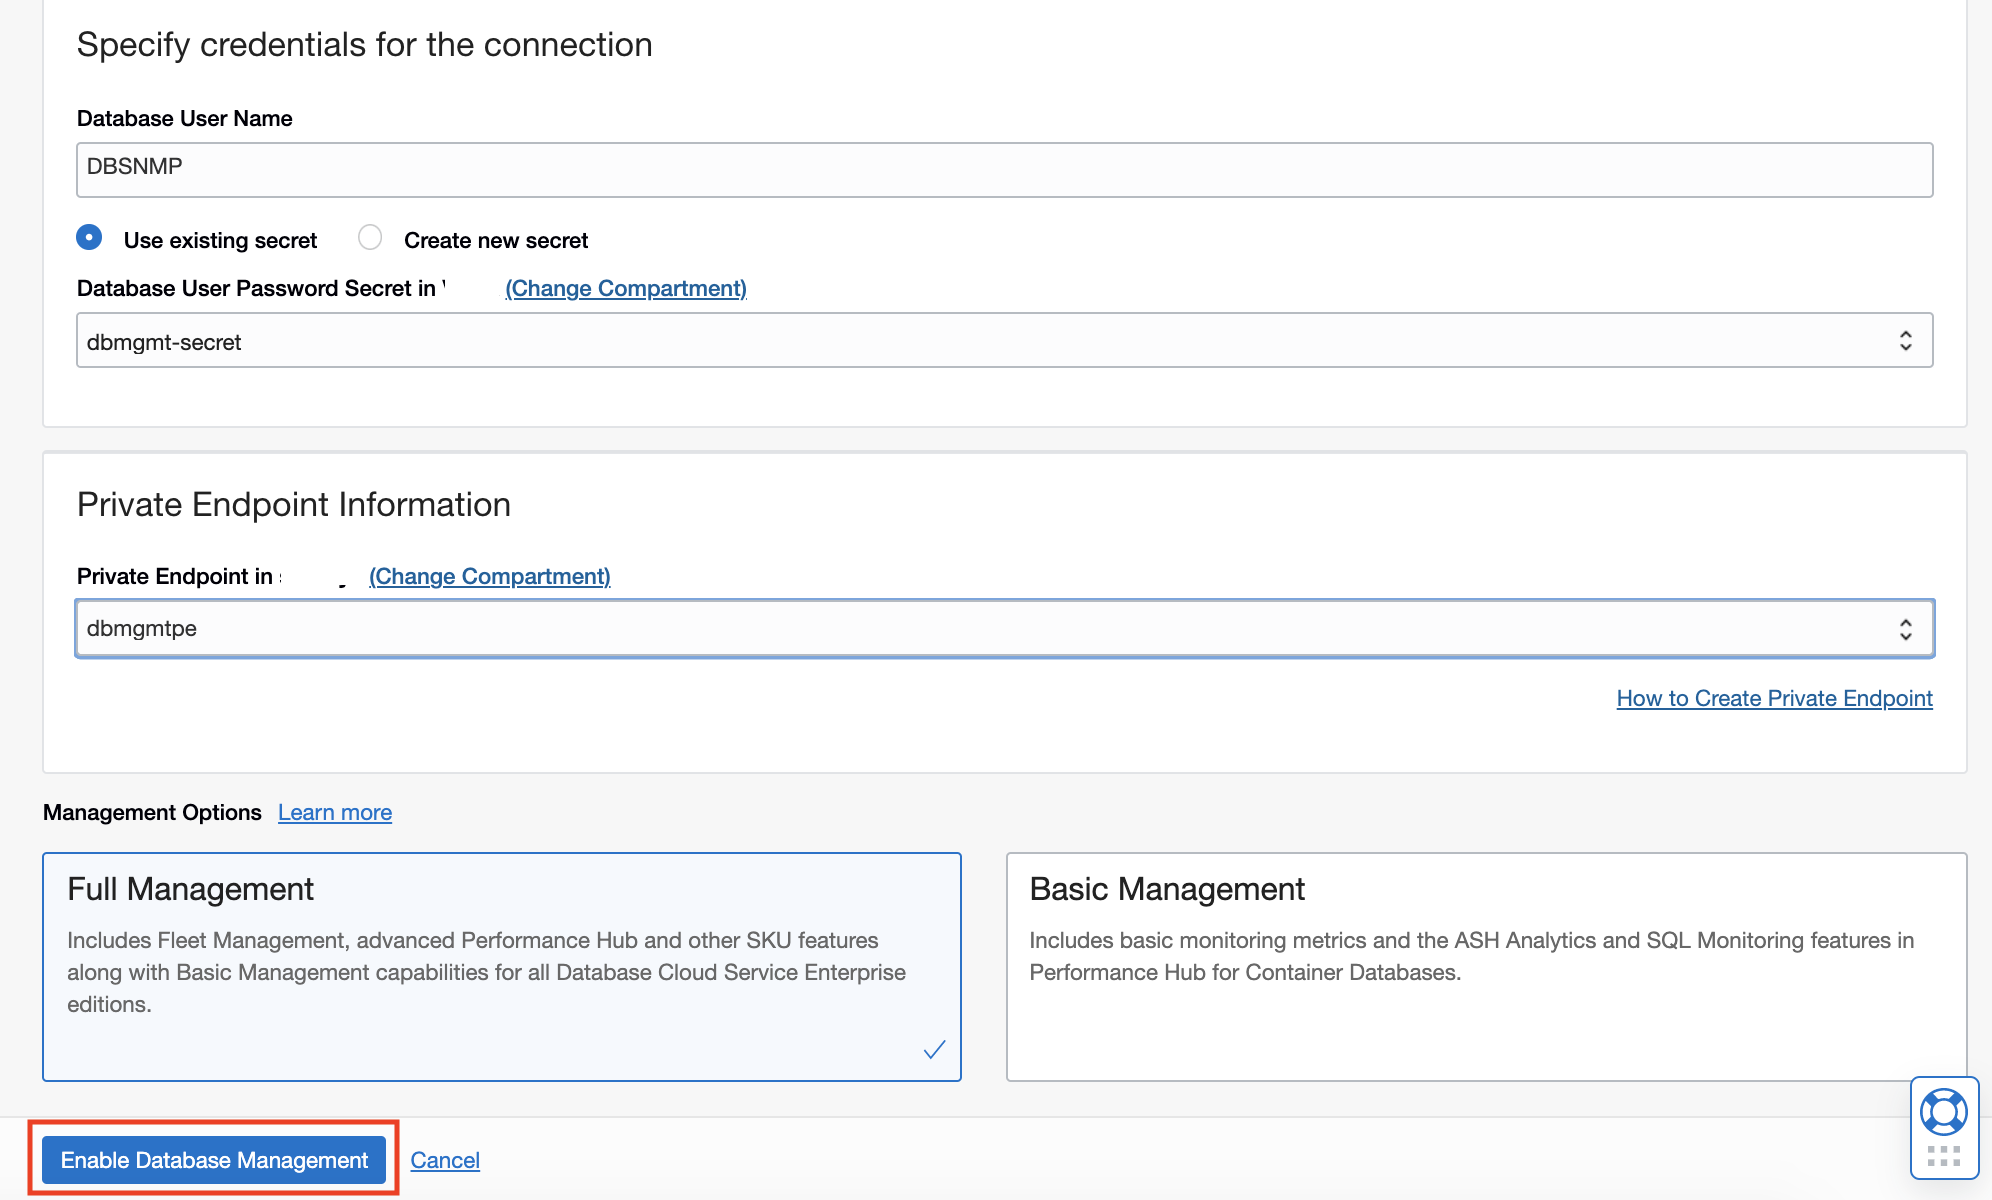 Specify credentials for the connection
Database User Name
DBSNMP
Use existing secret Create new secret
Database User Password Secret in (Change Compartment)
dbmgmt-secret
Private Endpoint Information
Private Endpoint in (Change Compartment)
dbmgmtpe
How to Create Private Endpoint
Management Options Learn more
Full Management
Includes Fleet Management, advanced Performance Hub and other SKU features
along with Basic Management capabilities for all Database Cloud Service Enterprise
editions.
Basic Management
Includes basic monitoring metrics and the ASH Analytics and SQL Monitoring features in
Performance Hub for Container Databases.
Enable Database Management Cancel